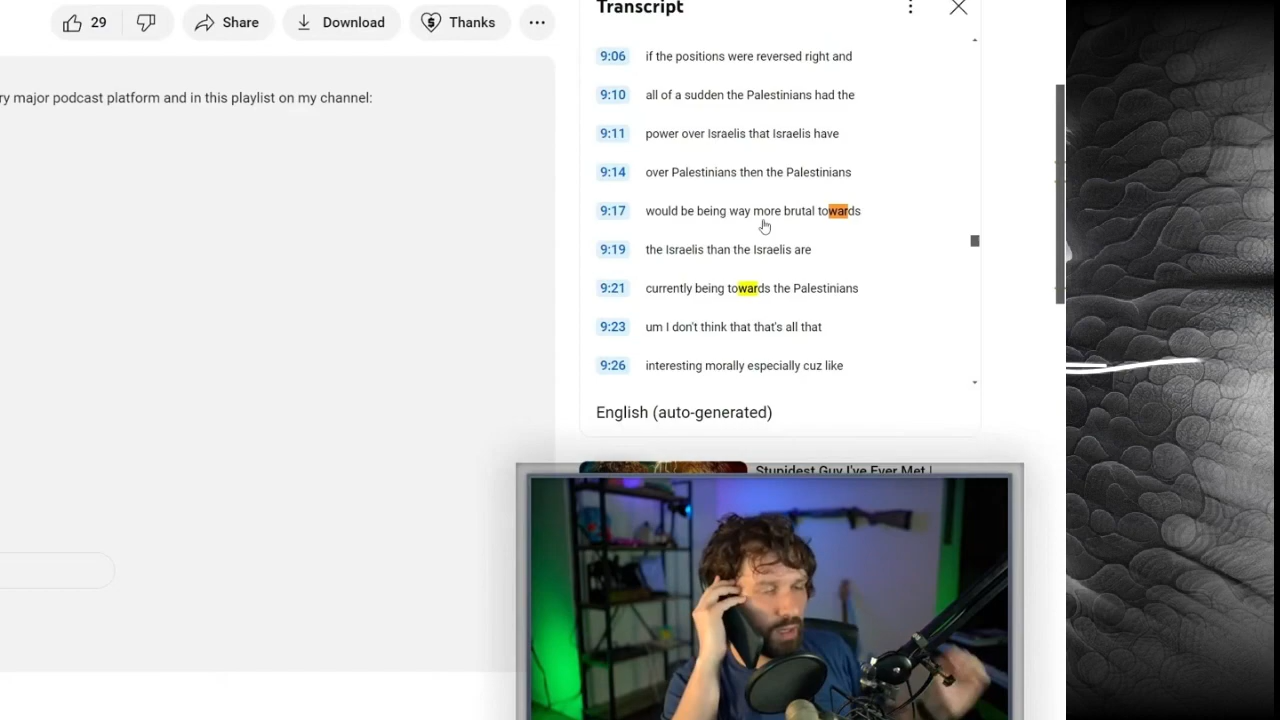 29
Share
Download
Thanks
Transcript
ry major podcast platform and in this playlist on my channel:
9:06 if the positions were reversed right and
9:10 all of a sudden the Palestinians had the
9:11 power over Israelis that Israelis have
9:14 over Palestinians then the Palestinians
9:17 would be being way more brutal towards
9:19 the Israelis than the Israelis are
9:21 currently being towards the Palestinians
9:23 um I don't think that that's all that
9:26 interesting morally especially cuz like
English (auto-generated)
Stupidest Guy I've Ever Met |